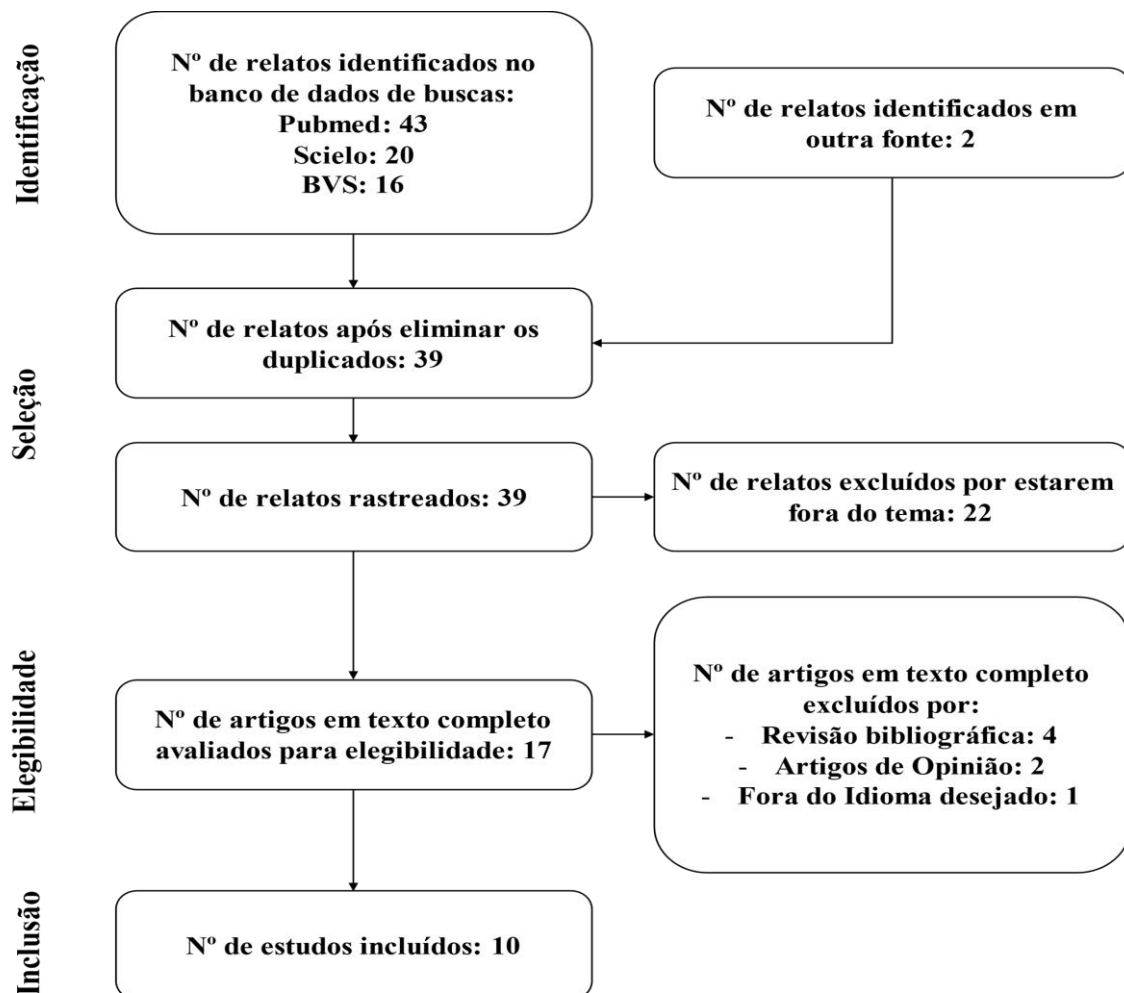 Identificação
Nº de relatos identificados no
banco de dados de buscas:
Pubmed: 43
Scielo: 20
BVS: 16
Nº de relatos identificados em
outra fonte: 2
Seleção
Nº de relatos após eliminar os
duplicados: 39
Nº de relatos rastreados: 39
Nº de relatos excluídos por estarem
fora do tema: 22
Elegibilidade
Nº de artigos em texto completo
avaliados para elegibilidade: 17
Nº de artigos em texto completo
excluídos por:
- Revisão bibliográfica: 4
- Artigos de Opinião: 2
- Fora do Idioma desejado: 1
Inclusão
Nº de estudos incluídos: 10